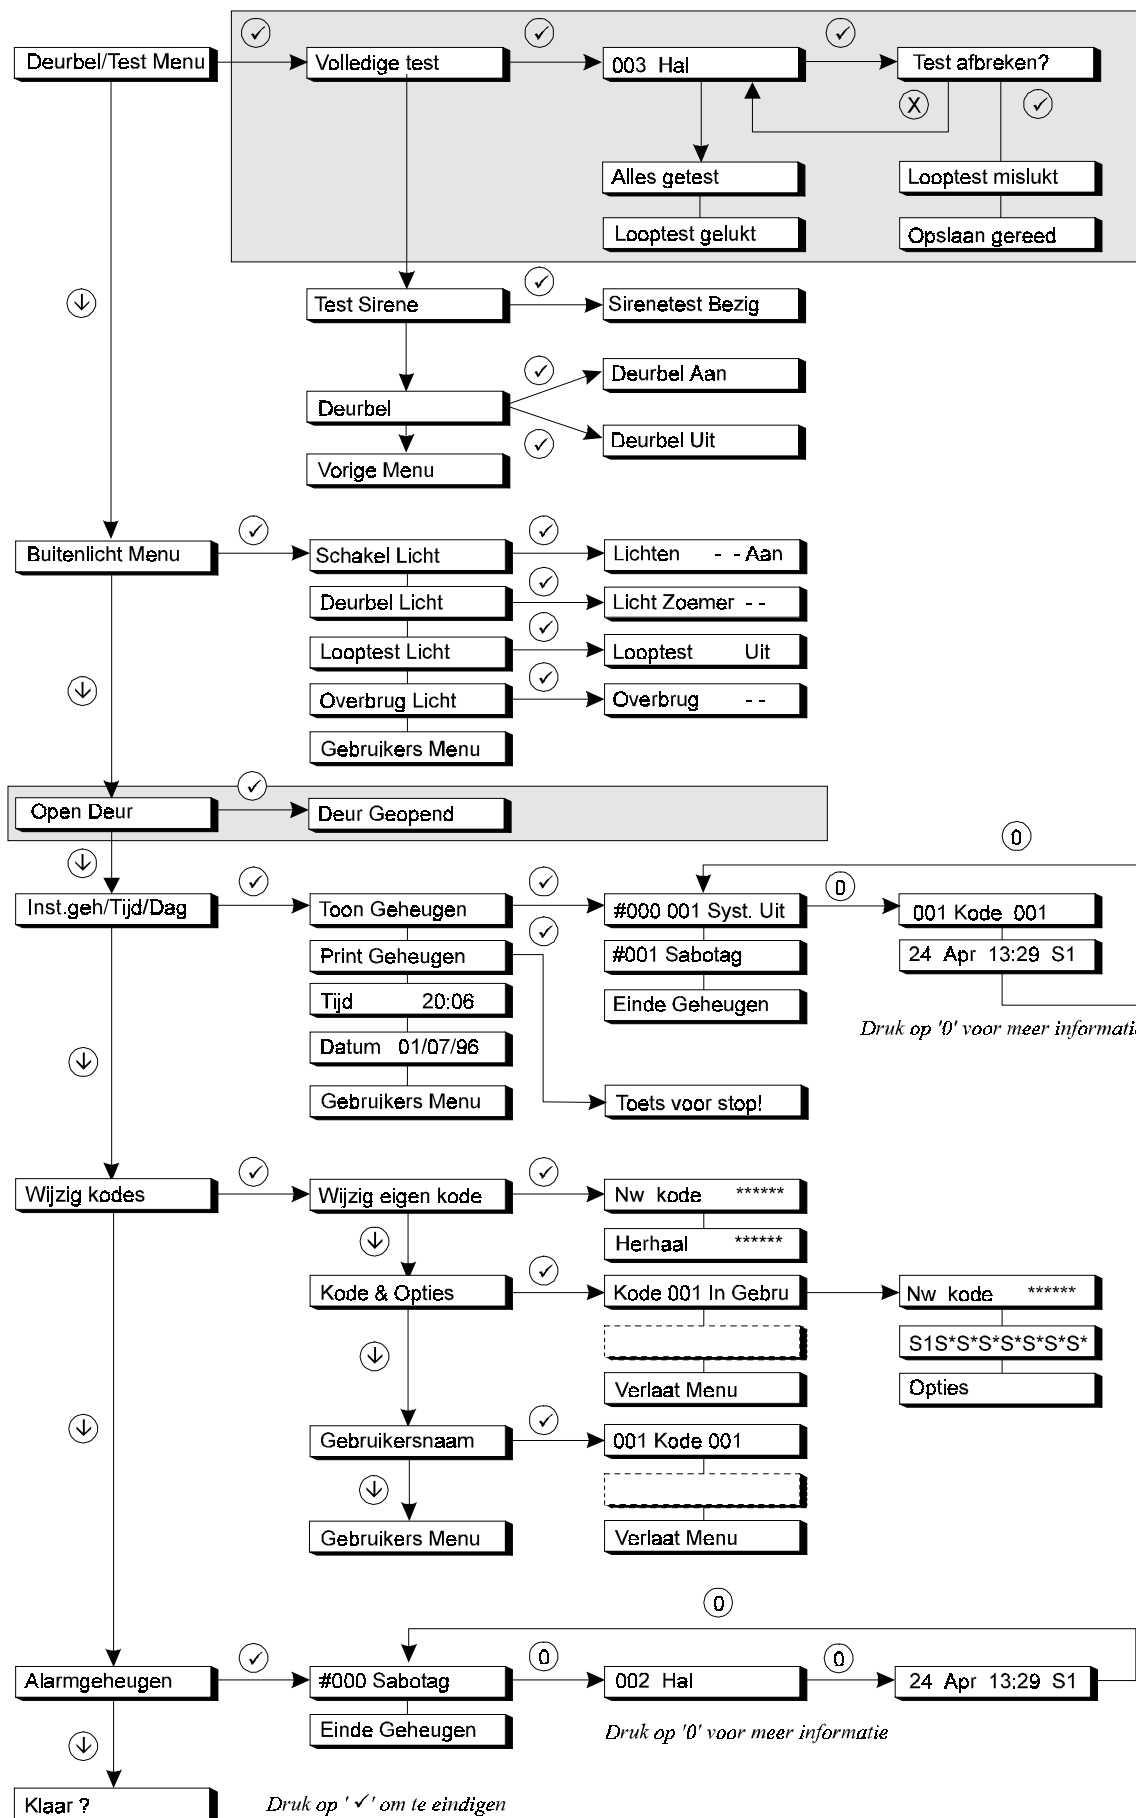 ✓ ✓ ✓
Deurbel/Test Menu Volledige test 003 Hal Test afbreken?
X ✓
Alles getest Looptest mislukt
Looptest gelukt Opslaan gereed
✓
↓ Test Sirene Sirenetest Bezig
✓ Deurbel Aan
Deurbel
✓ Deurbel Uit
Vorige Menu
✓ ✓
Buitenlicht Menu Schakel Licht Lichten - - Aan
✓
Deurbel Licht Licht Zoemer - -
✓
Looptest Licht Looptest Uit
↓ ✓
Overbrug Licht Overbrug - -
Gebruikers Menu
✓
Open Deur Deur Geopend
0
↓ ✓ ✓ 0
Inst.geh/Tijd/Dag Toon Geheugen #000 001 Syst. Uit 001 Kode 001
✓
Print Geheugen #001 Sabotag 24 Apr 13:29 S1
Tijd 20:06 Einde Geheugen
Druk op '0' voor meer informatie
↓ Datum 01/07/96
Gebruikers Menu Toets voor stop!
✓ ✓
Wijzig kodes Wijzig eigen kode Nw kode ******
↓ Herhaal ******
✓
Kode & Opties Kode 001 In Gebru Nw kode ******
↓ S1S*S*S*S*S*S*S*
Verlaat Menu Opties
↓ ✓
Gebruikersnaam 001 Kode 001
↓
Gebruikers Menu Verlaat Menu
0
✓ 0 0
Alarmgeheugen #000 Sabotag 002 Hal 24 Apr 13:29 S1
Einde Geheugen Druk op '0' voor meer informatie
↓
Klaar ? Druk op ' ✓' om te eindigen